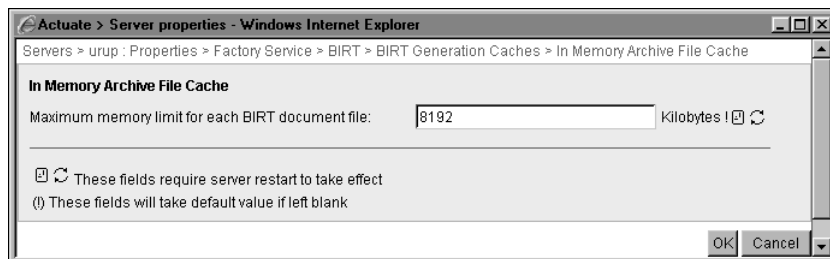 Actuate > Server properties - Windows Internet Explorer
Servers > urup : Properties > Factory Service > BIRT > BIRT Generation Caches > In Memory Archive File Cache
In Memory Archive File Cache
Maximum memory limit for each BIRT document file: 8192 Kilobytes !
These fields require server restart to take effect
(!) These fields will take default value if left blank
OK Cancel